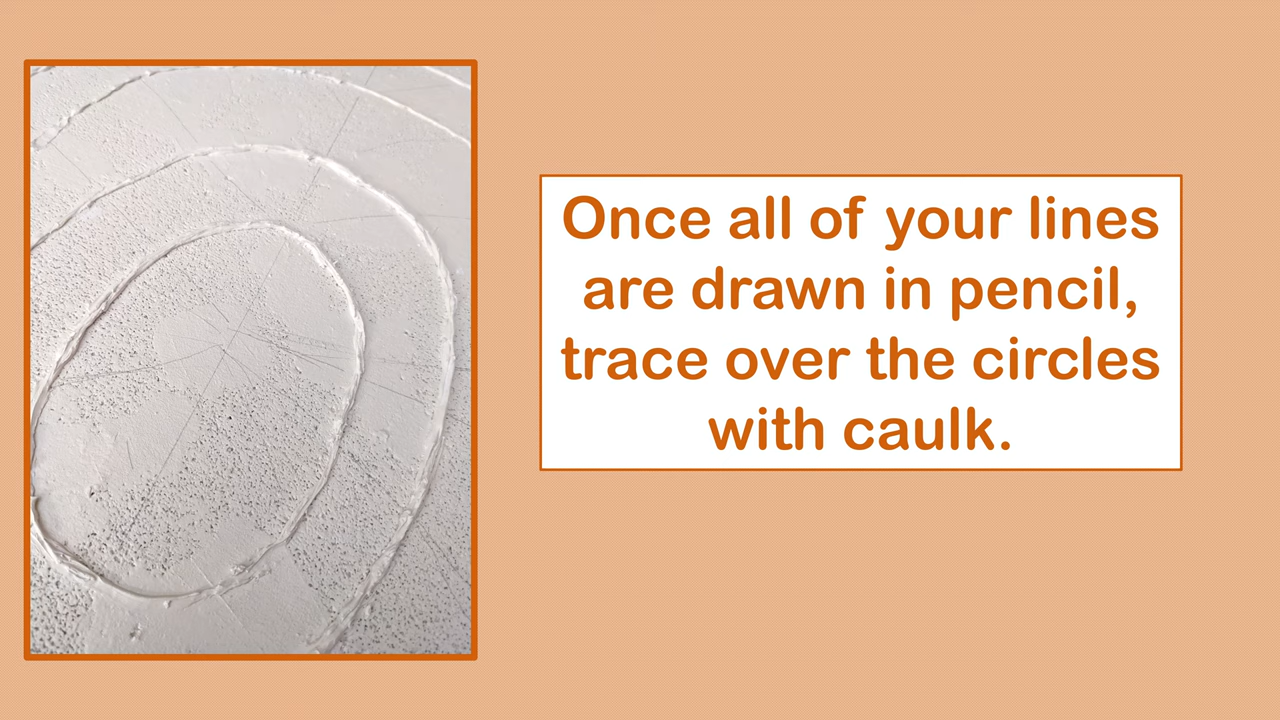 Once all of your lines
are drawn in pencil,
trace over the circles
with caulk.